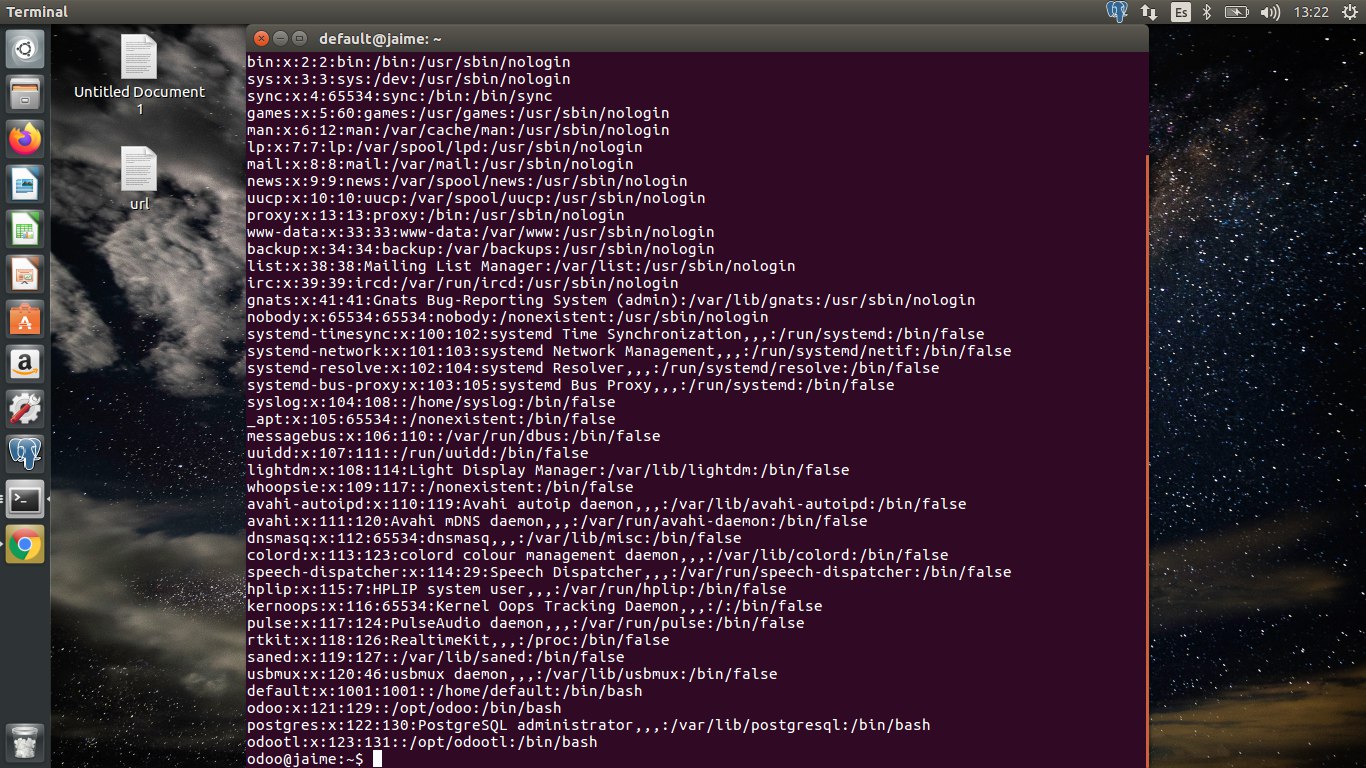 Terminal
Es
13:22
default@jaime: ~
Untitled Document
1
url
bin:x:2:2:bin:/bin:/usr/sbin/nologin
sys:x:3:3:sys:/dev:/usr/sbin/nologin
sync:x:4:65534:sync:/bin:/bin/sync
games:x:5:60:games:/usr/games:/usr/sbin/nologin
man:x:6:12:man:/var/cache/man:/usr/sbin/nologin
lp:x:7:7:lp:/var/spool/lpd:/usr/sbin/nologin
mail:x:8:8:mail:/var/mail:/usr/sbin/nologin
news:x:9:9:news:/var/spool/news:/usr/sbin/nologin
uucp:x:10:10:uucp:/var/spool/uucp:/usr/sbin/nologin
proxy:x:13:13:proxy:/bin:/usr/sbin/nologin
www-data:x:33:33:www-data:/var/www:/usr/sbin/nologin
backup:x:34:34:backup:/var/backups:/usr/sbin/nologin
list:x:38:38:Mailing List Manager:/var/list:/usr/sbin/nologin
irc:x:39:39:ircd:/var/run/ircd:/usr/sbin/nologin
gnats:x:41:41:Gnats Bug-Reporting System (admin):/var/lib/gnats:/usr/sbin/nologin
nobody:x:65534:65534:nobody:/nonexistent:/usr/sbin/nologin
systemd-timesync:x:100:102:systemd Time Synchronization,,,:/run/systemd:/bin/false
systemd-network:x:101:103:systemd Network Management,,,:/run/systemd/netif:/bin/false
systemd-resolve:x:102:104:systemd Resolver,,,:/run/systemd/resolve:/bin/false
systemd-bus-proxy:x:103:105:systemd Bus Proxy,,,:/run/systemd:/bin/false
syslog:x:104:108::/home/syslog:/bin/false
_apt:x:105:65534::/nonexistent:/bin/false
messagebus:x:106:110::/var/run/dbus:/bin/false
uuidd:x:107:111::/run/uuidd:/bin/false
lightdm:x:108:114:Light Display Manager:/var/lib/lightdm:/bin/false
whoopsie:x:109:117::/nonexistent:/bin/false
avahi-autoipd:x:110:119:Avahi autoip daemon,,,:/var/lib/avahi-autoipd:/bin/false
avahi:x:111:120:Avahi mDNS daemon,,,:/var/run/avahi-daemon:/bin/false
dnsmasq:x:112:65534:dnsmasq,,,:/var/lib/misc:/bin/false
colord:x:113:123:colord colour management daemon,,,:/var/lib/colord:/bin/false
speech-dispatcher:x:114:29:Speech Dispatcher,,,:/var/run/speech-dispatcher:/bin/false
hplip:x:115:7:HPLIP system user,,,:/var/run/hplip:/bin/false
kernoops:x:116:65534:Kernel Oops Tracking Daemon,,,:/:/bin/false
pulse:x:117:124:PulseAudio daemon,,,:/var/run/pulse:/bin/false
rtkit:x:118:126:RealtimeKit,,,:/proc:/bin/false
saned:x:119:127::/var/lib/saned:/bin/false
usbmux:x:120:46:usbmux daemon,,,:/var/lib/usbmux:/bin/false
default:x:1001:1001::/home/default:/bin/bash
odoo:x:121:129::/opt/odoo:/bin/bash
postgres:x:122:130:PostgreSQL administrator,,,:/var/lib/postgresql:/bin/bash
odootl:x:123:131::/opt/odootl:/bin/bash
odoo@jaime:~$